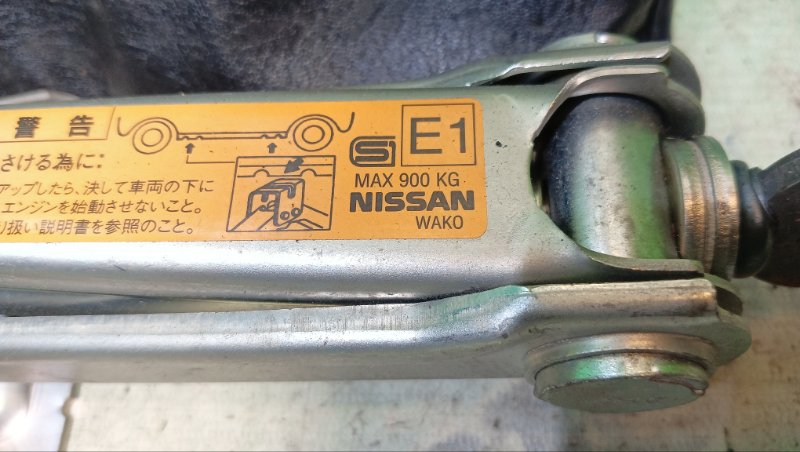 警告
さける為に:
アップしたら、決して車両の下に
エンジンを始動させないこと。
扱い説明書を参照のこと。
E1
MAX 900 KG
NISSAN
WAKO